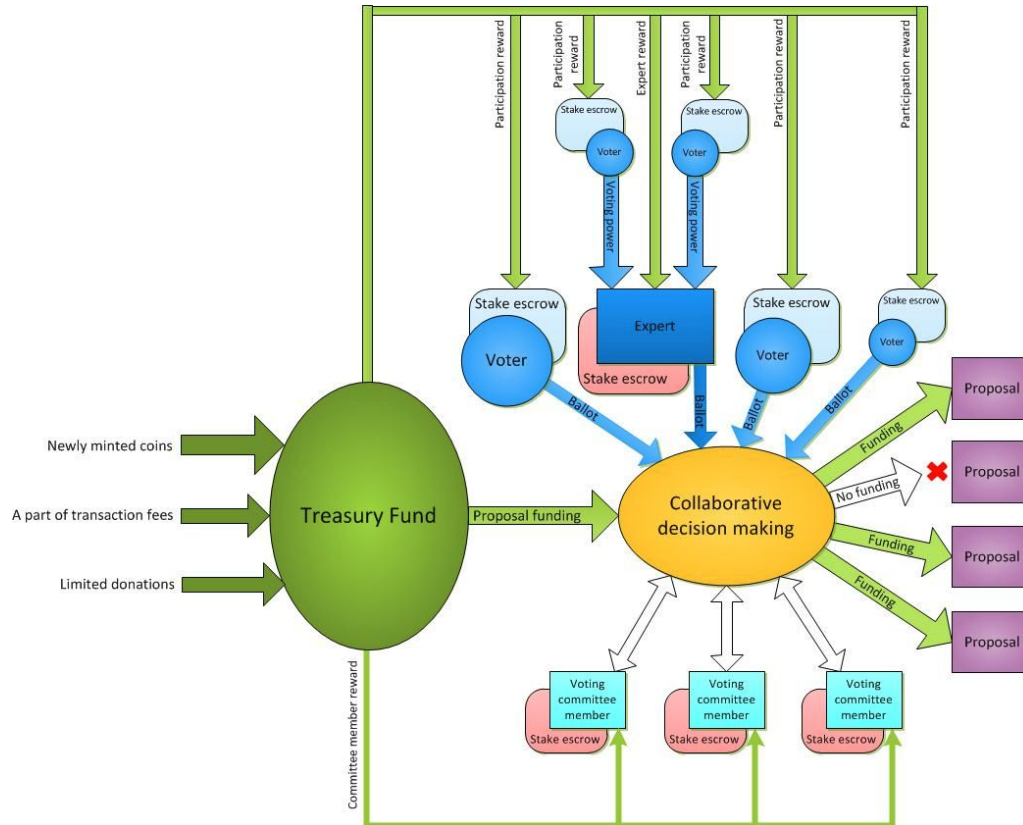 Participation reward
Participation
reward
Expert reward
Participation
reward
Participation reward
Participation reward
Stake escrow
Voter
Stake escrow
Voter
Voting power
Voting power
Stake escrow
Voter
Expert
Stake escrow
Stake escrow
Voter
Stake escrow
Voter
Ballot
Ballot
Ballot
Ballot
Newly minted coins
A part of transaction fees
Limited donations
Treasury Fund
Proposal funding
Collaborative
decision making
Funding
Proposal
No funding
Proposal
Funding
Proposal
Funding
Proposal
Voting
committee
member
Stake escrow
Voting
committee
member
Stake escrow
Voting
committee
member
Stake escrow
Committee member reward